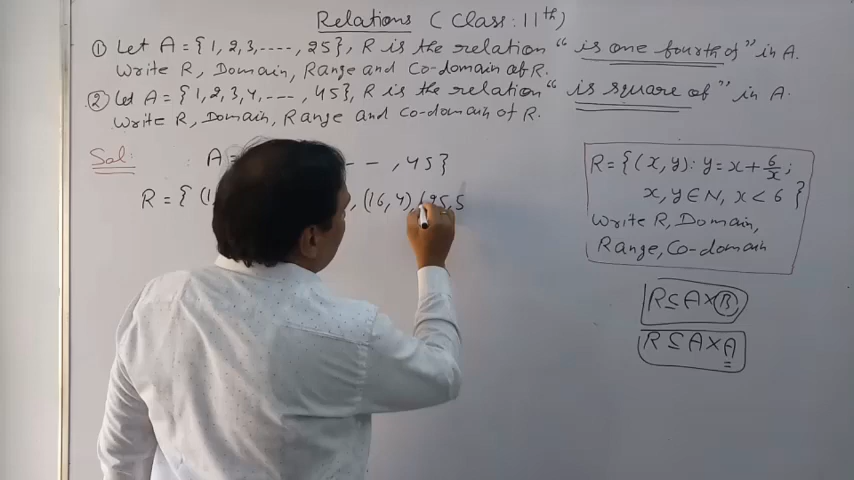 Relations (Class: 11th)
① Let A = {1, 2, 3, ----, 25}, R is the relation "is one fourth of" in A.
Write R, Domain, Range and Co-domain of R.
② Let A = {1, 2, 3, 4, ----, 45}, R is the relation "is square of" in A.
Write R, Domain, Range and Co-domain of R.
Sol:
A = - - , 45}
R = { (1, , (16, 4), (25, 5
R = {(x, y): y = x + 6/x;
x, y ∈ N, x < 6}
Write R, Domain,
Range, Co-domain
R ⊆ A × B
R ⊆ A × A